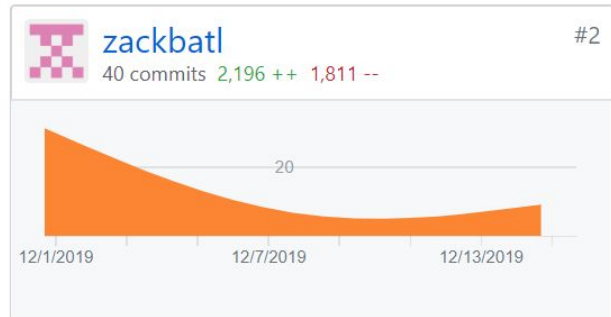 zackbatl
#2
40 commits 2,196 ++ 1,811 --
20
12/1/2019 12/7/2019 12/13/2019